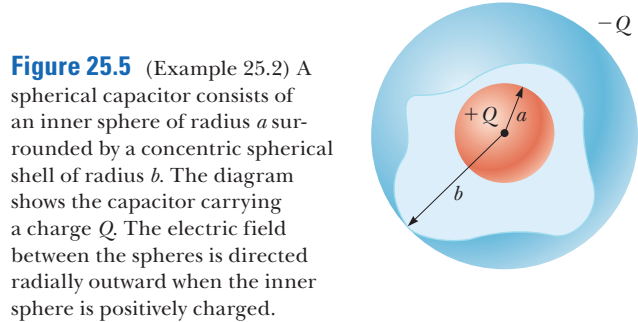 Figure 25.5 (Example 25.2) A
spherical capacitor consists of
an inner sphere of radius a sur-
rounded by a concentric spherical
shell of radius b. The diagram
shows the capacitor carrying
a charge Q. The electric field
between the spheres is directed
radially outward when the inner
sphere is positively charged.
−Q
+Q
a
b